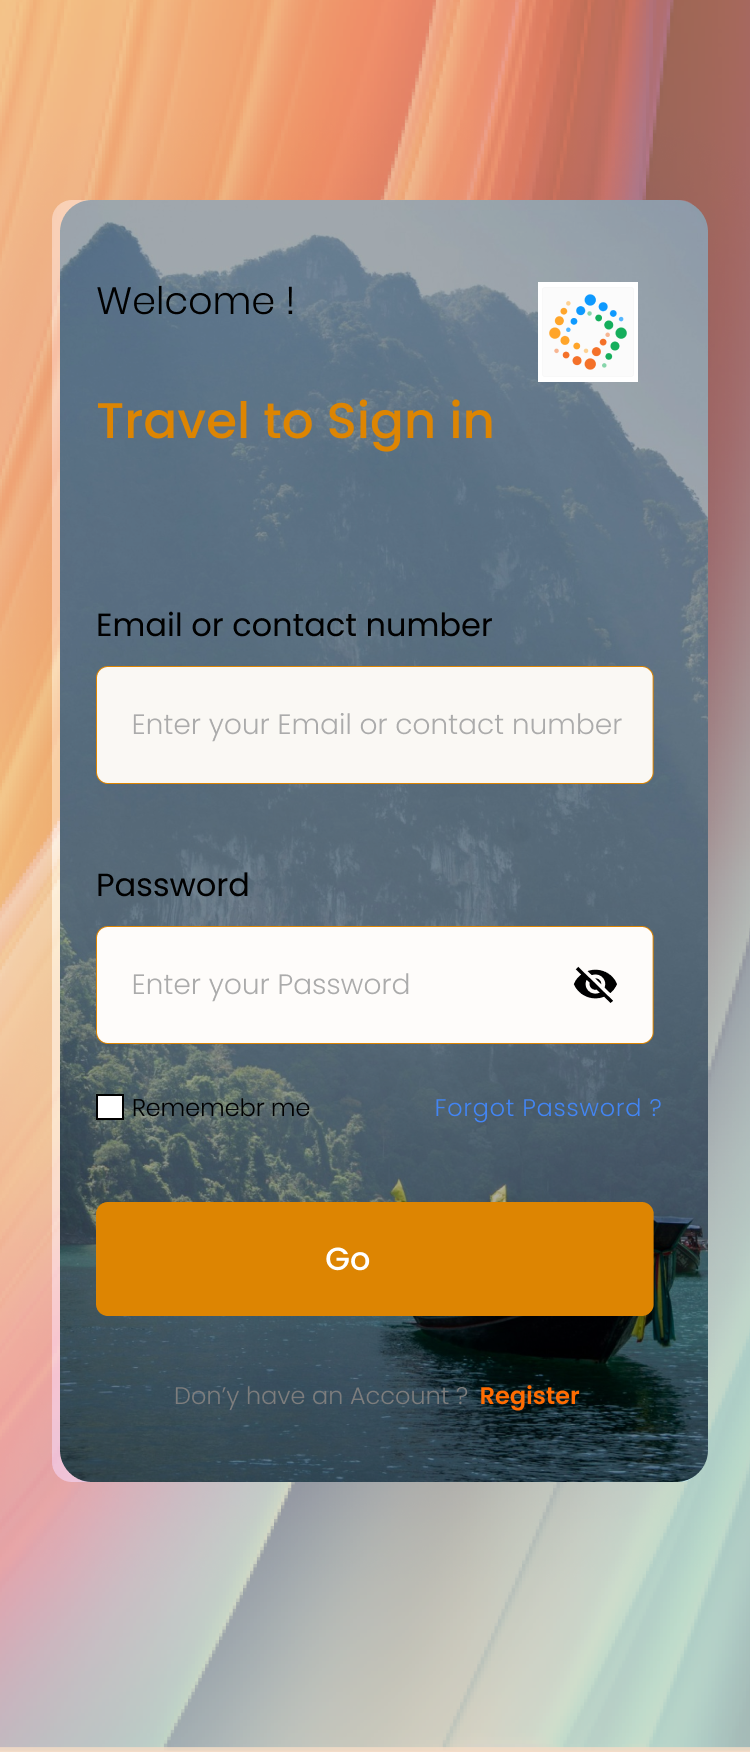 Welcome !
Travel to Sign in
Email or contact number
Enter your Email or contact number
Password
Enter your Password
Rememebr me
Forgot Password ?
Go
Don'y have an Account ? Register